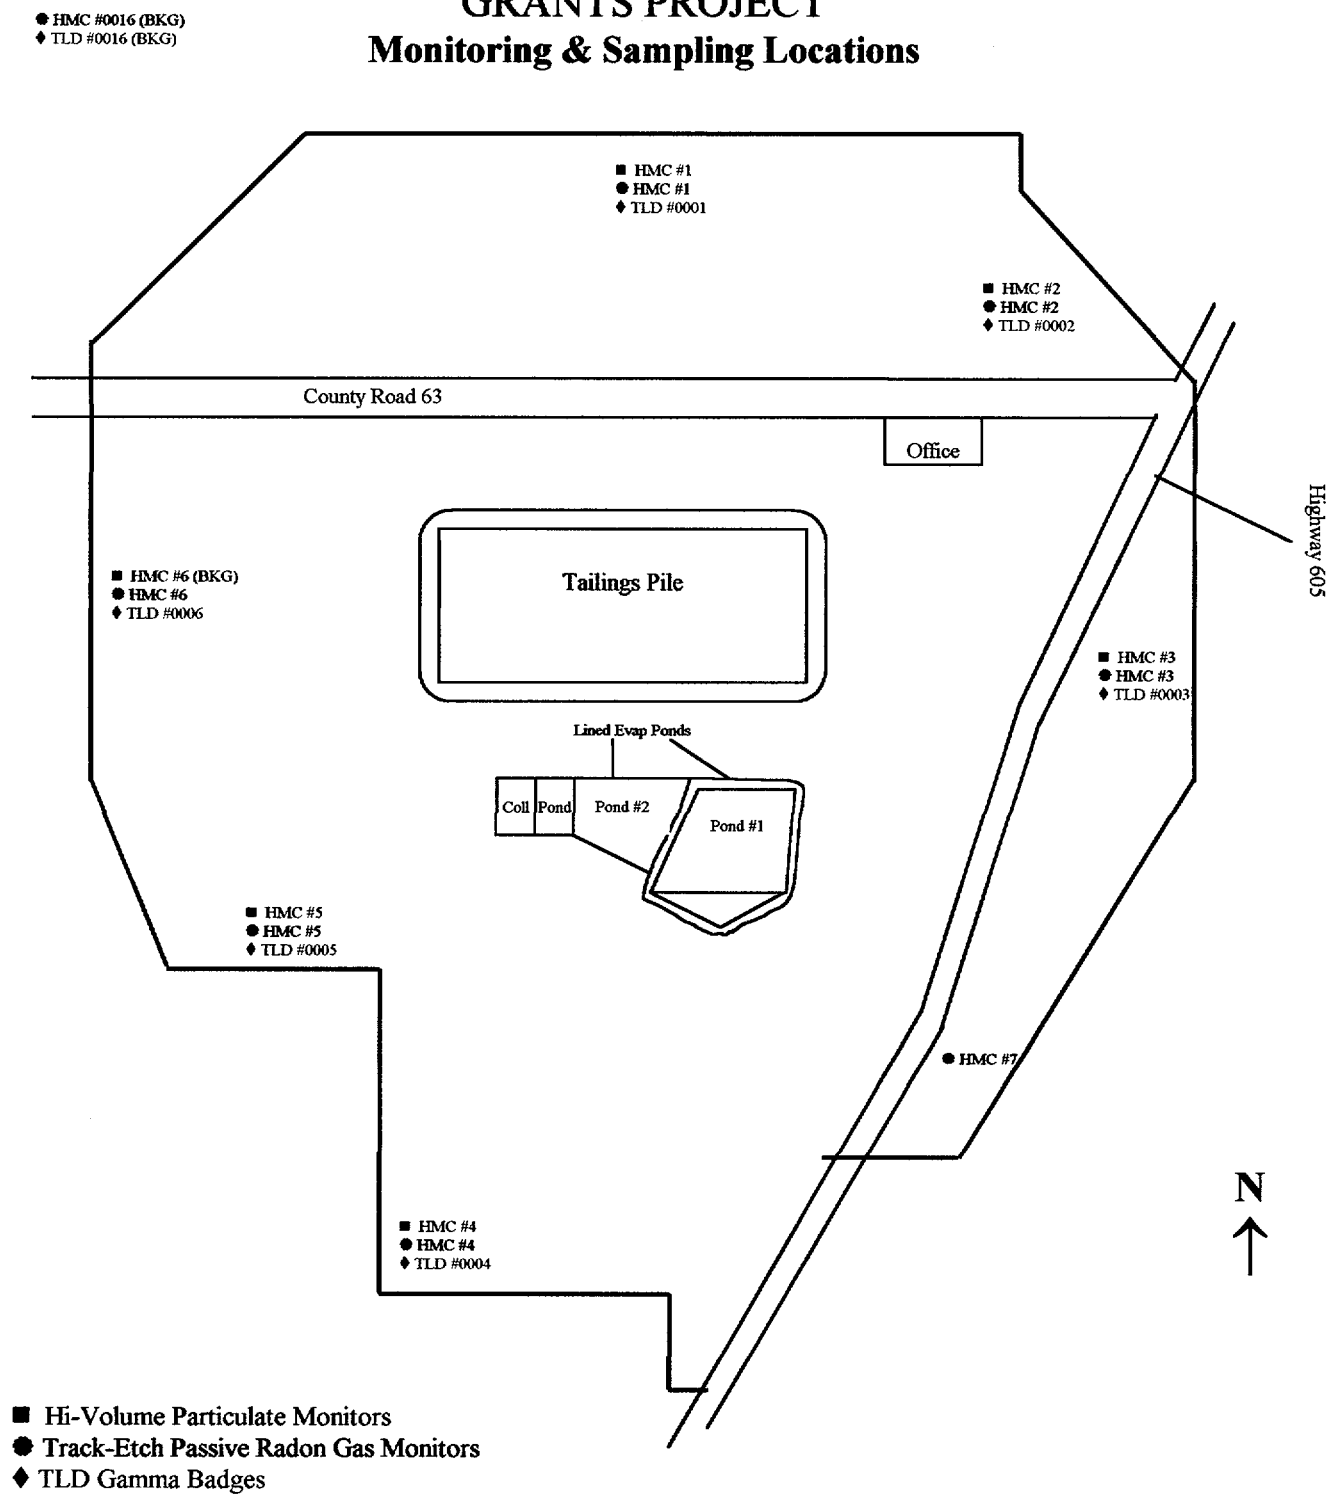 GRANTS PROJECT
● HMC #0016 (BKG)
♦ TLD #0016 (BKG)
Monitoring & Sampling Locations
■ HMC #1
● HMC #1
♦ TLD #0001
■ HMC #2
● HMC #2
♦ TLD #0002
County Road 63
Office
Highway 605
Tailings Pile
■ HMC #6 (BKG)
● HMC #6
♦ TLD #0006
■ HMC #3
● HMC #3
♦ TLD #0003
Lined Evap Ponds
Coll Pond Pond #2
Pond #1
■ HMC #5
● HMC #5
♦ TLD #0005
● HMC #7
N
■ HMC #4
● HMC #4
♦ TLD #0004
■ Hi-Volume Particulate Monitors
● Track-Etch Passive Radon Gas Monitors
♦ TLD Gamma Badges